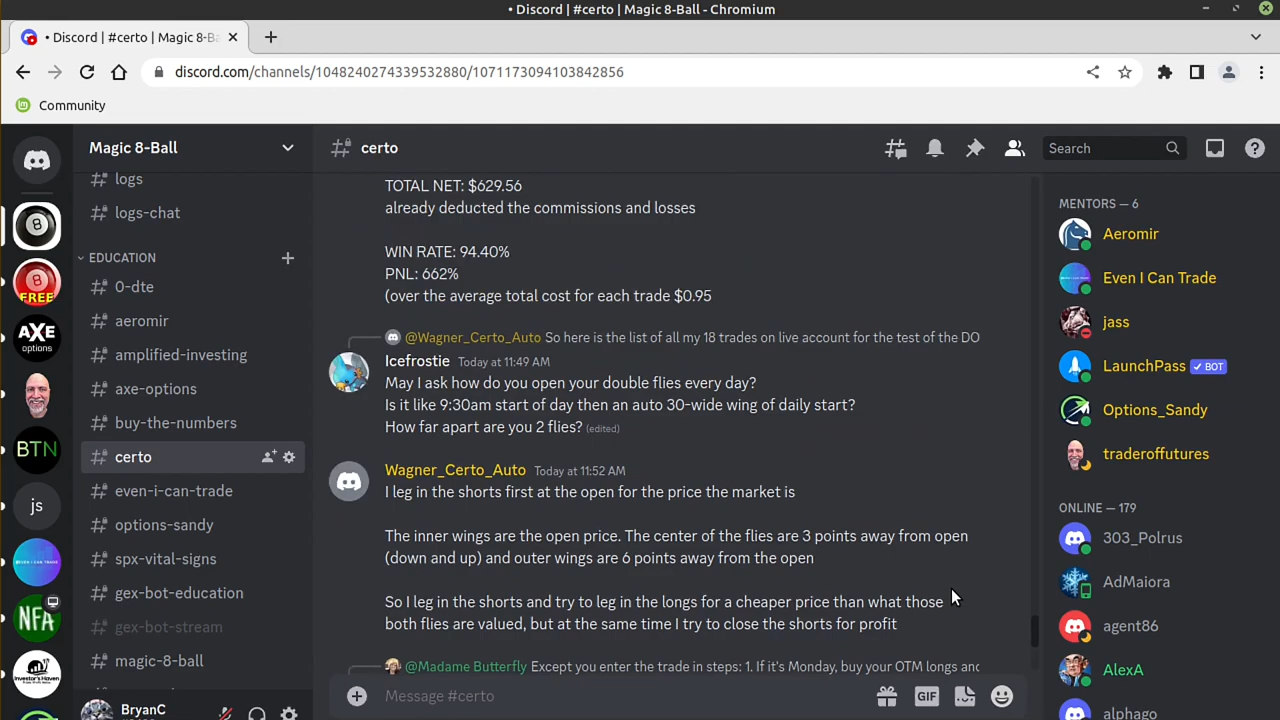 • Discord | #certo | Magic 8-Ball - Chromium
• Discord | #certo | Magic 8-Ba
discord.com/channels/1048240274339532880/1071173094103842856
Community
Magic 8-Ball
logs
logs-chat
EDUCATION
0-dte
aeromir
amplified-investing
axe-options
buy-the-numbers
certo
even-i-can-trade
options-sandy
spx-vital-signs
gex-bot-education
gex-bot-stream
magic-8-ball
BryanC
8
8
FREE
AXE
options
BTN
js
EVEN I CAN TRADE
NFA
Investor's Haven
certo
Search
TOTAL NET: $629.56
already deducted the commissions and losses
WIN RATE: 94.40%
PNL: 662%
(over the average total cost for each trade $0.95
@Wagner_Certo_Auto So here is the list of all my 18 trades on live account for the test of the DO
Icefrostie Today at 11:49 AM
May I ask how do you open your double flies every day?
Is it like 9:30am start of day then an auto 30-wide wing of daily start?
How far apart are you 2 flies? (edited)
Wagner_Certo_Auto Today at 11:52 AM
I leg in the shorts first at the open for the price the market is
The inner wings are the open price. The center of the flies are 3 points away from open
(down and up) and outer wings are 6 points away from the open
So I leg in the shorts and try to leg in the longs for a cheaper price than what those
both flies are valued, but at the same time I try to close the shorts for profit
@Madame Butterfly Except you enter the trade in steps: 1. If it's Monday, buy your OTM longs and
Message #certo
GIF
MENTORS — 6
Aeromir
Even I Can Trade
jass
LaunchPass ✓ BOT
Options_Sandy
traderoffutures
ONLINE — 179
303_Polrus
AdMaiora
agent86
AlexA
alphago